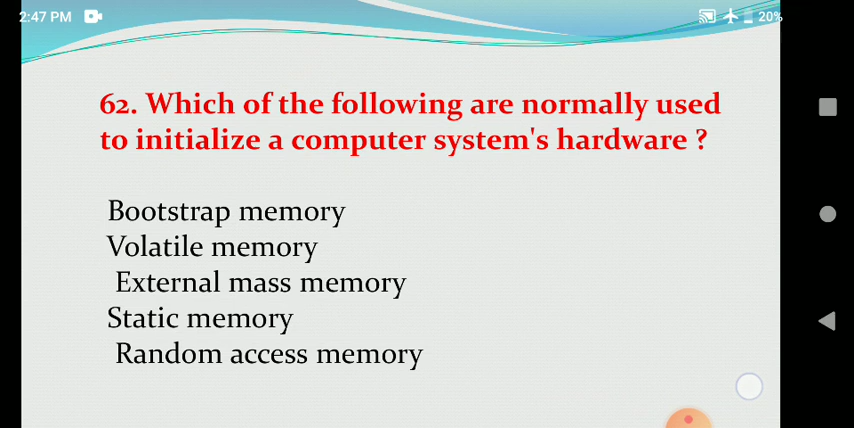 2:47 PM
20%
62. Which of the following are normally used
to initialize a computer system's hardware ?
Bootstrap memory
Volatile memory
External mass memory
Static memory
Random access memory